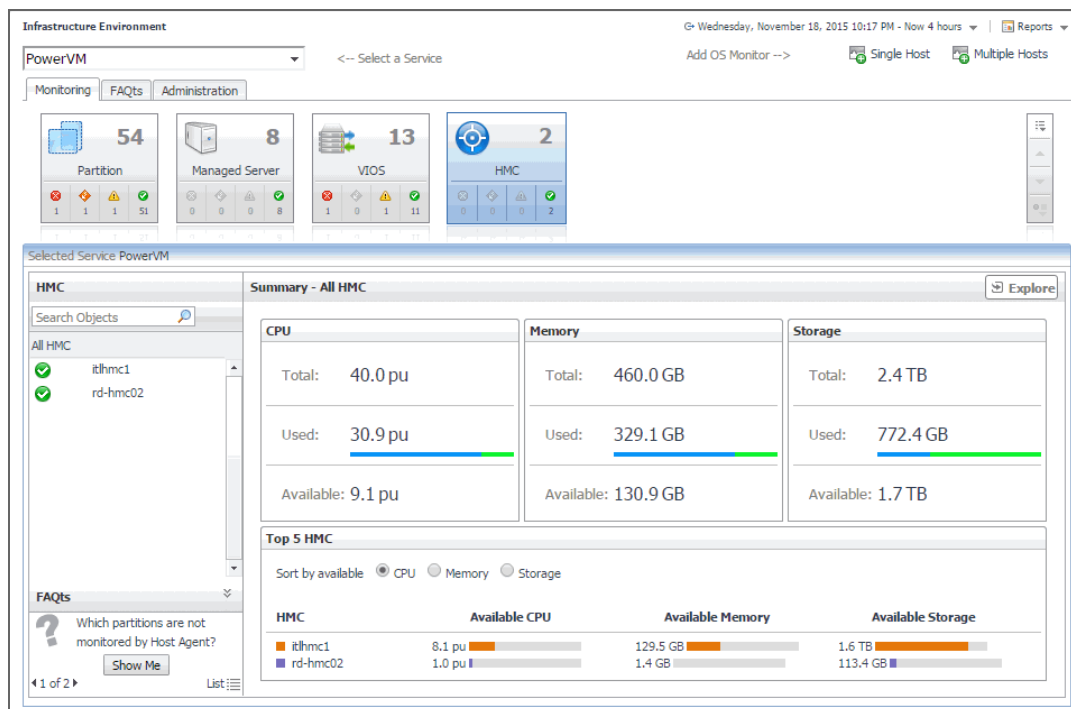 Infrastructure Environment
Wednesday, November 18, 2015 10:17 PM - Now 4 hours
Reports
PowerVM
<-- Select a Service
Add OS Monitor -->
Single Host
Multiple Hosts
Monitoring
FAQts
Administration
54
Partition
1 1 1 51
8
Managed Server
0 0 0 8
13
VIOS
1 0 1 11
2
HMC
0 0 0 2
Selected Service PowerVM
HMC
Search Objects
All HMC
itlhmc1
rd-hmc02
FAQts
Which partitions are not
monitored by Host Agent?
Show Me
1 of 2
List
Summary - All HMC
Explore
CPU
Total: 40.0 pu
Used: 30.9 pu
Available: 9.1 pu
Memory
Total: 460.0 GB
Used: 329.1 GB
Available: 130.9 GB
Storage
Total: 2.4 TB
Used: 772.4 GB
Available: 1.7 TB
Top 5 HMC
Sort by available CPU Memory Storage
HMC Available CPU Available Memory Available Storage
itlhmc1 8.1 pu 129.5 GB 1.6 TB
rd-hmc02 1.0 pu 1.4 GB 113.4 GB